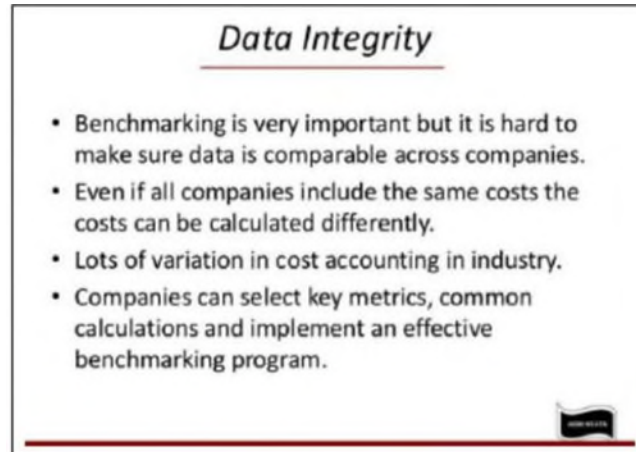 Data Integrity
• Benchmarking is very important but it is hard to
make sure data is comparable across companies.
• Even if all companies include the same costs the
costs can be calculated differently.
• Lots of variation in cost accounting in industry.
• Companies can select key metrics, common
calculations and implement an effective
benchmarking program.